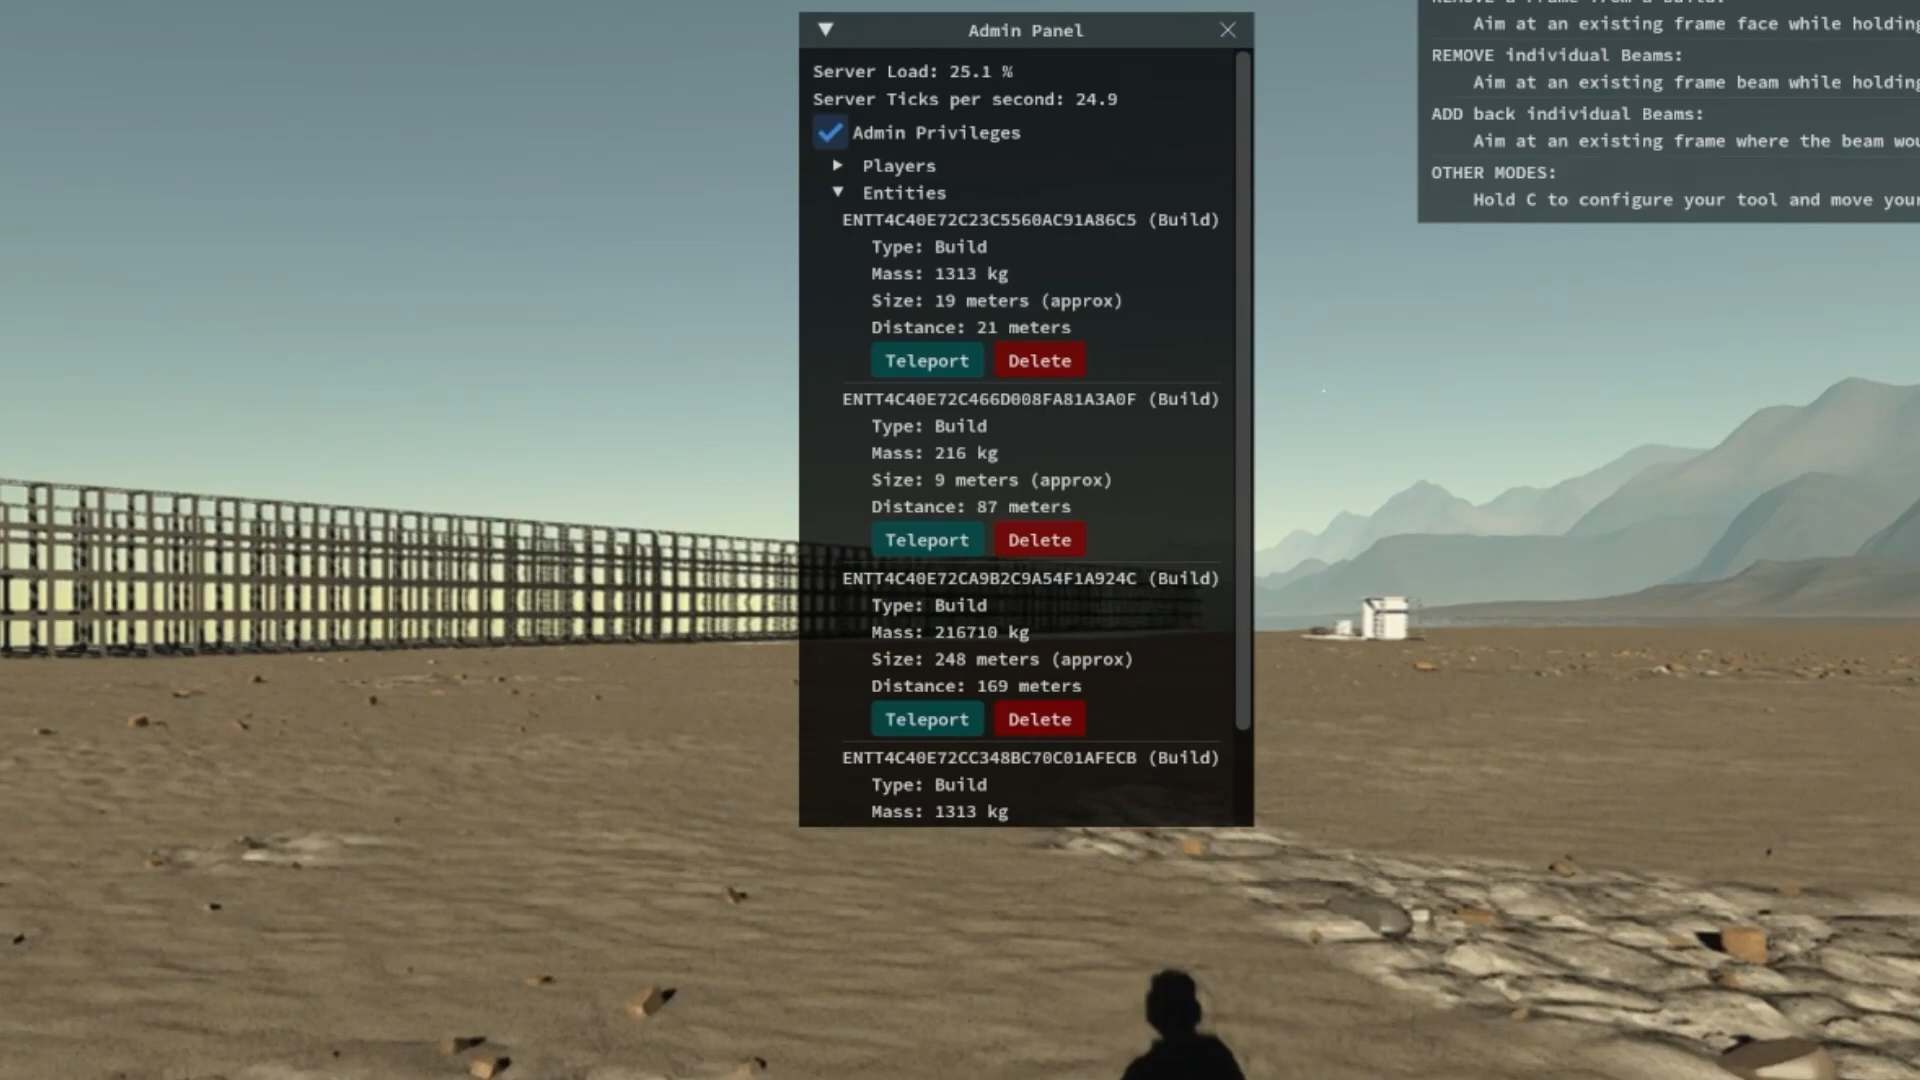 Admin Panel
Server Load: 25.1 %
Server Ticks per second: 24.9
Admin Privileges
Players
Entities
ENTT4C40E72C23C5560AC91A86C5 (Build)
Type: Build
Mass: 1313 kg
Size: 19 meters (approx)
Distance: 21 meters
Teleport Delete
ENTT4C40E72C466D008FA81A3A0F (Build)
Type: Build
Mass: 216 kg
Size: 9 meters (approx)
Distance: 87 meters
Teleport Delete
ENTT4C40E72CA9B2C9A54F1A924C (Build)
Type: Build
Mass: 216710 kg
Size: 248 meters (approx)
Distance: 169 meters
Teleport Delete
ENTT4C40E72CC348BC70C01AFECB (Build)
Type: Build
Mass: 1313 kg
REMOVE a frame from a build:
Aim at an existing frame face while holding
REMOVE individual Beams:
Aim at an existing frame beam while holding
ADD back individual Beams:
Aim at an existing frame where the beam wou
OTHER MODES:
Hold C to configure your tool and move your